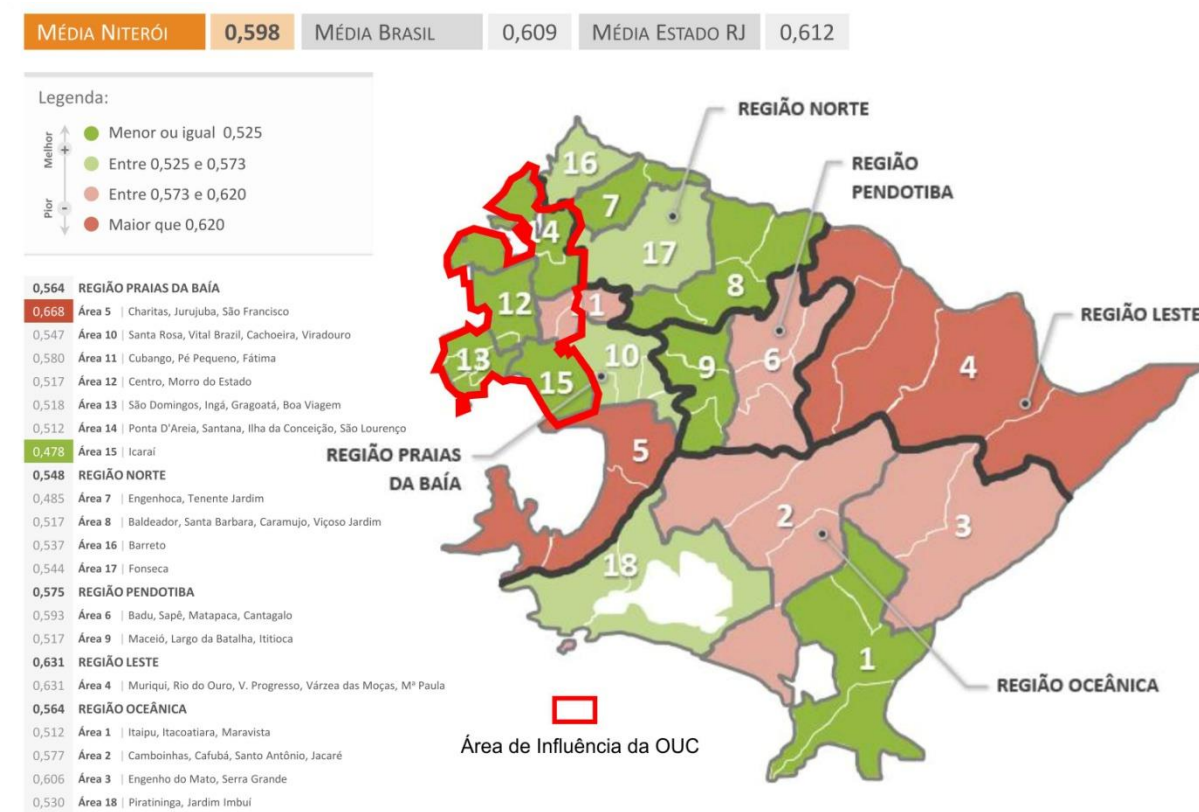 MÉDIA NITERÓI 0,598 MÉDIA BRASIL 0,609 MÉDIA ESTADO RJ 0,612
Legenda:
Melhor
+
Pior
-
Menor ou igual 0,525
Entre 0,525 e 0,573
Entre 0,573 e 0,620
Maior que 0,620
0,564 REGIÃO PRAIAS DA BAÍA
0,668 Área 5 | Charitas, Jurujuba, São Francisco
0,547 Área 10 | Santa Rosa, Vital Brazil, Cachoeira, Viradouro
0,580 Área 11 | Cubango, Pé Pequeno, Fátima
0,517 Área 12 | Centro, Morro do Estado
0,518 Área 13 | São Domingos, Ingá, Gragoatá, Boa Viagem
0,512 Área 14 | Ponta D'Areia, Santana, Ilha da Conceição, São Lourenço
0,478 Área 15 | Icaraí
0,548 REGIÃO NORTE
0,485 Área 7 | Engenhoca, Tenente Jardim
0,517 Área 8 | Baldeador, Santa Barbara, Caramujo, Viçoso Jardim
0,537 Área 16 | Barreto
0,544 Área 17 | Fonseca
0,575 REGIÃO PENDOTIBA
0,593 Área 6 | Badu, Sapê, Matapaca, Cantagalo
0,517 Área 9 | Maceió, Largo da Batalha, Ititioca
0,631 REGIÃO LESTE
0,631 Área 4 | Muriqui, Rio do Ouro, V. Progresso, Várzea das Moças, Mª Paula
0,564 REGIÃO OCEÂNICA
0,512 Área 1 | Itaipu, Itacoatiara, Maravista
0,577 Área 2 | Camboinhas, Cafubá, Santo Antônio, Jacaré
0,606 Área 3 | Engenho do Mato, Serra Grande
0,530 Área 18 | Piratininga, Jardim Imbuí
REGIÃO NORTE
REGIÃO
PENDOTIBA
REGIÃO LESTE
REGIÃO PRAIAS
DA BAÍA
REGIÃO OCEÂNICA
16
7
14
17
8
12
1
13
15
10
9
6
4
5
2
3
18
1
Área de Influência da OUC